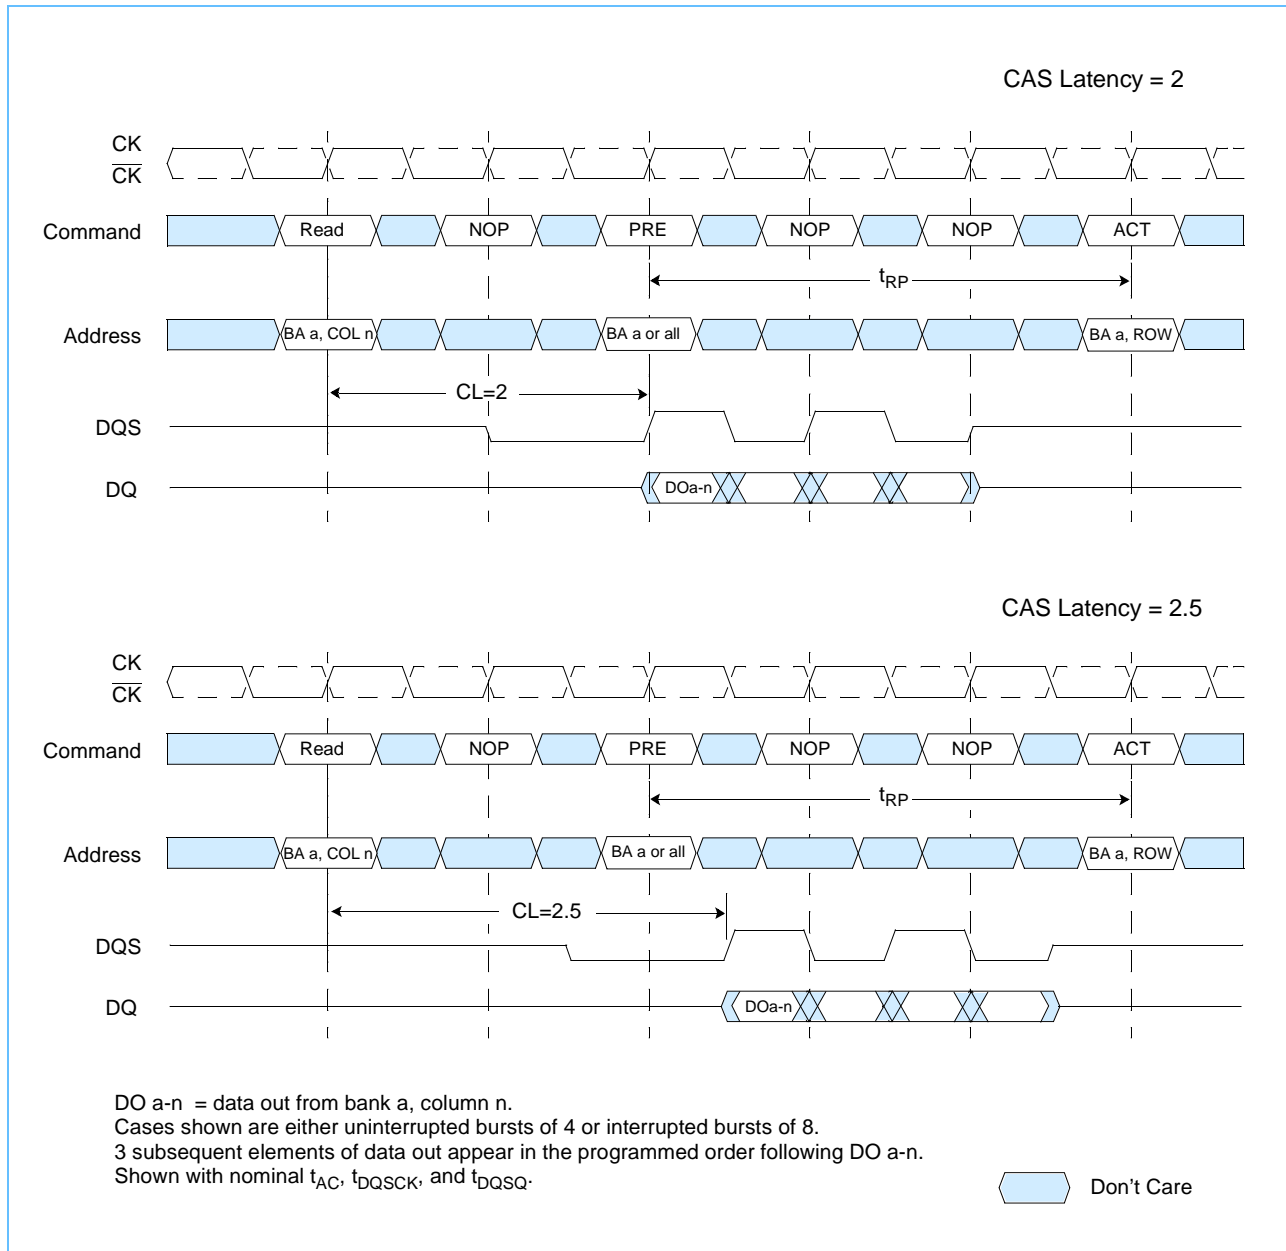 CAS Latency = 2
CK
CK
Command Read NOP PRE NOP NOP ACT
tRP
Address BA a, COL n BA a or all BA a, ROW
CL=2
DQS
DQ DOa-n
CAS Latency = 2.5
CK
CK
Command Read NOP PRE NOP NOP ACT
tRP
Address BA a, COL n BA a or all BA a, ROW
CL=2.5
DQS
DQ DOa-n
DO a-n = data out from bank a, column n.
Cases shown are either uninterrupted bursts of 4 or interrupted bursts of 8.
3 subsequent elements of data out appear in the programmed order following DO a-n.
Shown with nominal tAC, tDQSCK, and tDQSQ.
Don't Care